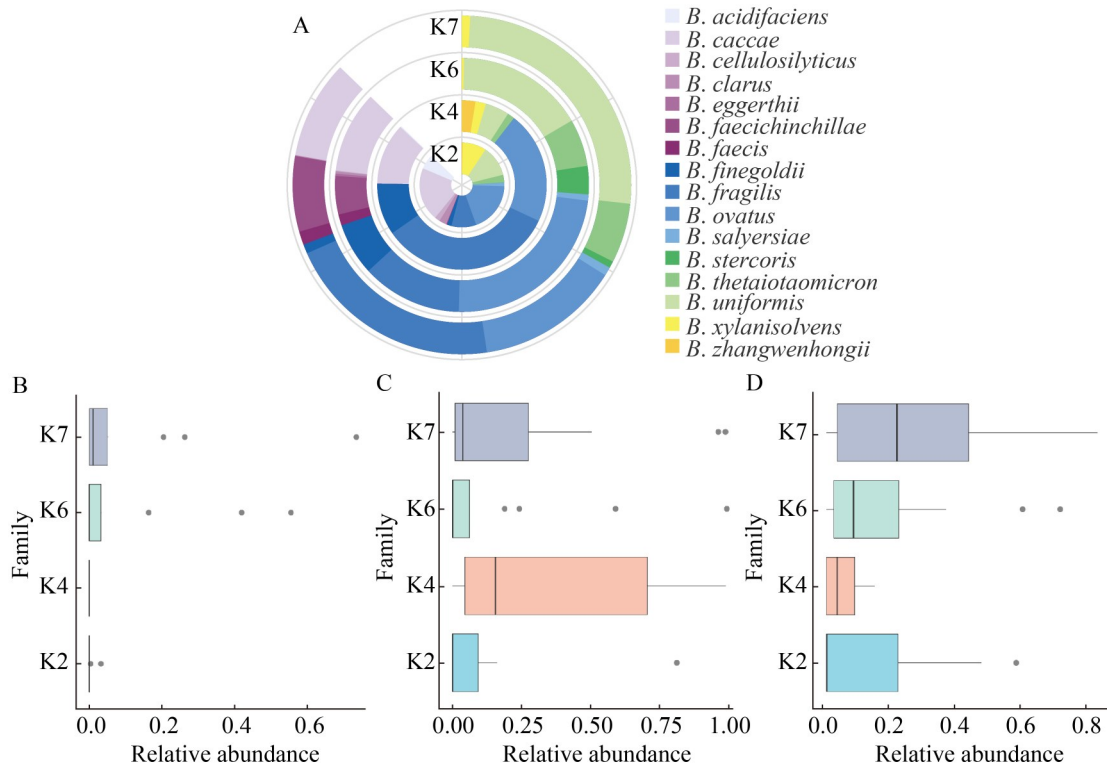 A
K7
K6
K4
K2
B. acidifaciens
B. caccae
B. cellulosilyticus
B. clarus
B. eggerthii
B. faecichinchillae
B. faecis
B. finegoldii
B. fragilis
B. ovatus
B. salyersiae
B. stercoris
B. thetaiotaomicron
B. uniformis
B. xylanisolvens
B. zhangwenhongii
B
Family
K7
K6
K4
K2
0.0 0.2 0.4 0.6
Relative abundance
C
Family
K7
K6
K4
K2
0.00 0.25 0.50 0.75 1.00
Relative abundance
D
Family
K7
K6
K4
K2
0.0 0.2 0.4 0.6 0.8
Relative abundance